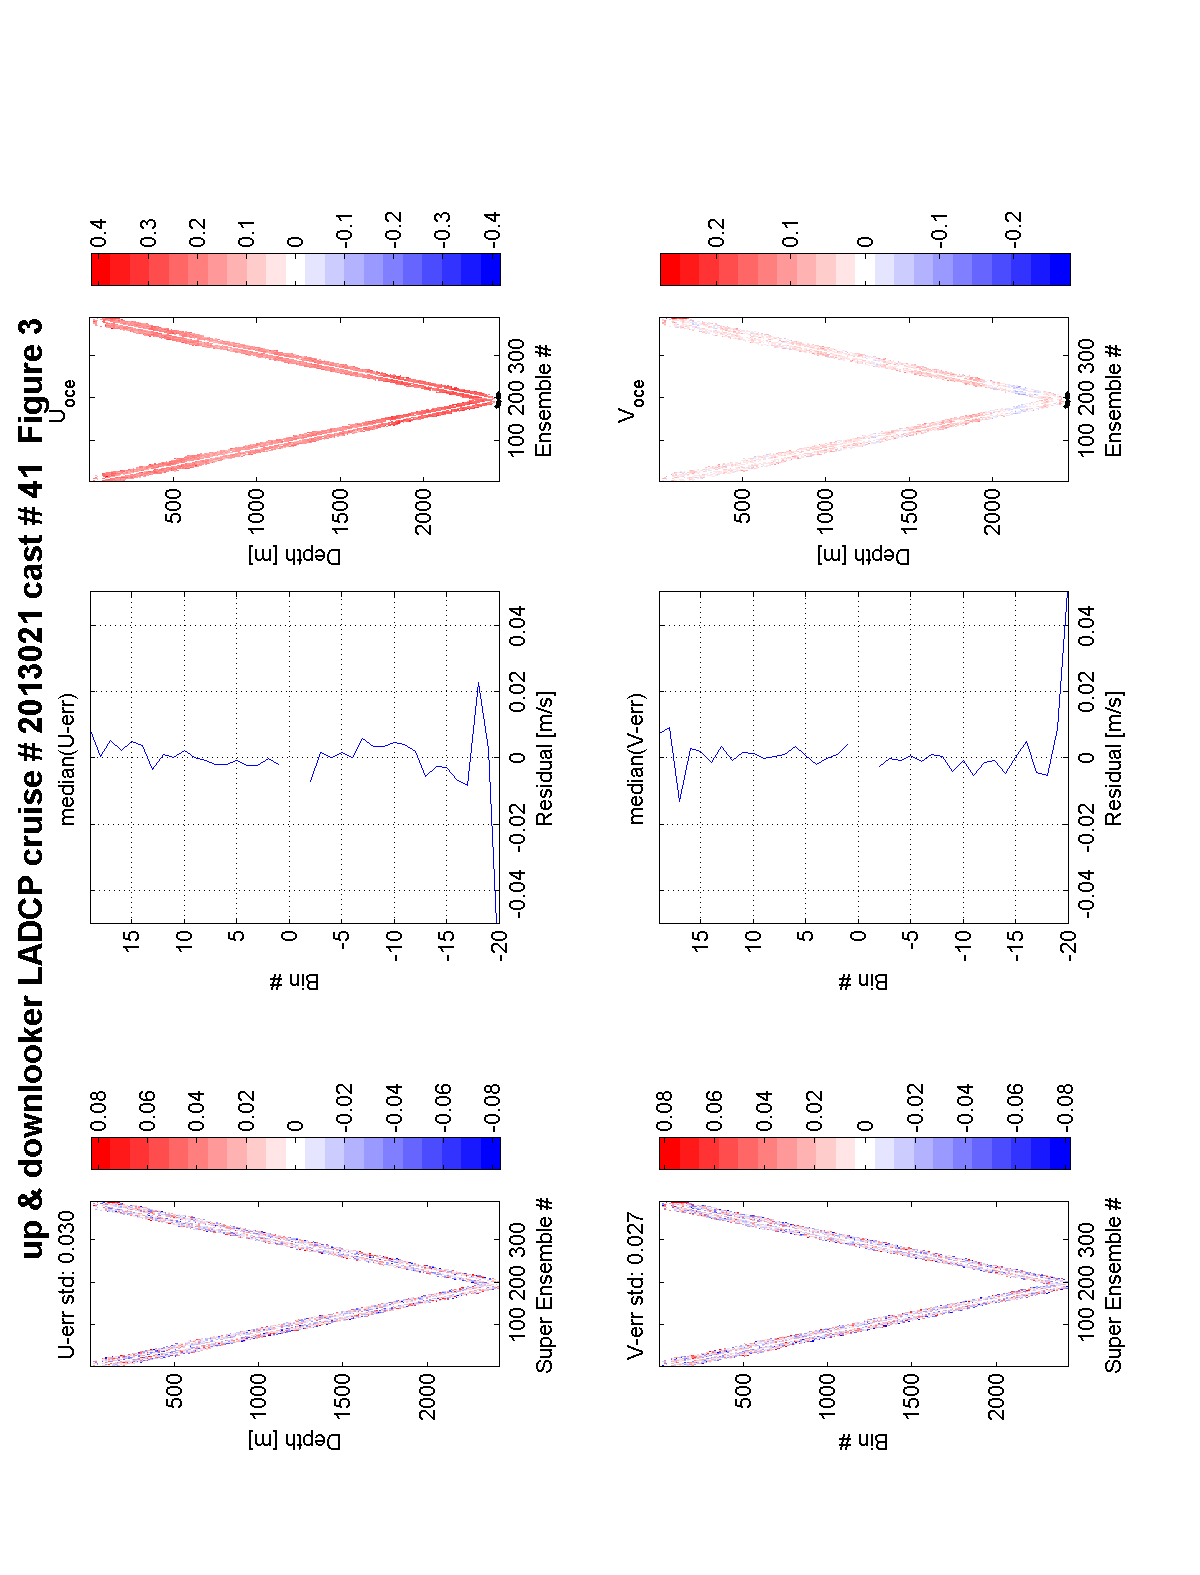 up & downlooker LADCP cruise # 2013021 cast # 41 Figure 3
U-err std: 0.030
500
1000
1500
2000
Depth [m]
100 200 300
Super Ensemble #
0.08
0.06
0.04
0.02
0
-0.02
-0.04
-0.06
-0.08
median(U-err)
15
10
5
0
-5
-10
-15
-20
Bin #
-0.04 -0.02 0 0.02 0.04
Residual [m/s]
Uoce
500
1000
1500
2000
Depth [m]
100 200 300
Ensemble #
0.4
0.3
0.2
0.1
0
-0.1
-0.2
-0.3
-0.4
V-err std: 0.027
500
1000
1500
2000
Bin #
100 200 300
Super Ensemble #
0.08
0.06
0.04
0.02
0
-0.02
-0.04
-0.06
-0.08
median(V-err)
15
10
5
0
-5
-10
-15
-20
Bin #
-0.04 -0.02 0 0.02 0.04
Residual [m/s]
Voce
500
1000
1500
2000
Depth [m]
100 200 300
Ensemble #
0.2
0.1
0
-0.1
-0.2